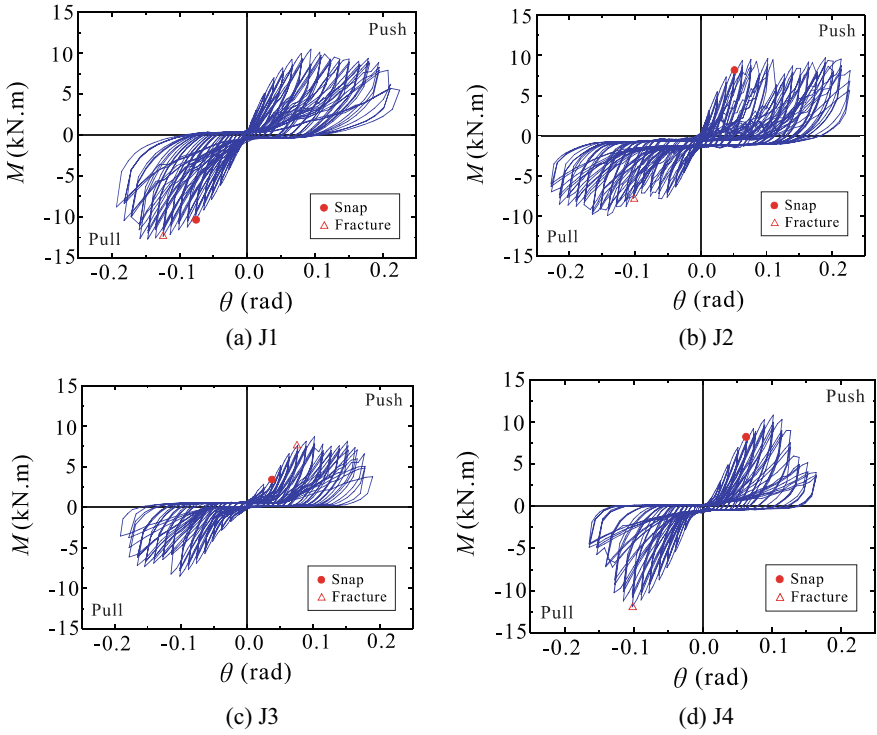 15
10
5
0
-5
-10
-15
M (kN.m)
Push
Pull
Snap
Fracture
-0.2 -0.1 0.0 0.1 0.2
θ (rad)
(a) J1
15
10
5
0
-5
-10
-15
M (kN.m)
Push
Pull
Snap
Fracture
-0.2 -0.1 0.0 0.1 0.2
θ (rad)
(b) J2
15
10
5
0
-5
-10
-15
M (kN.m)
Push
Pull
Snap
Fracture
-0.2 -0.1 0.0 0.1 0.2
θ (rad)
(c) J3
15
10
5
0
-5
-10
-15
M (kN.m)
Push
Pull
Snap
Fracture
-0.2 -0.1 0.0 0.1 0.2
θ (rad)
(d) J4